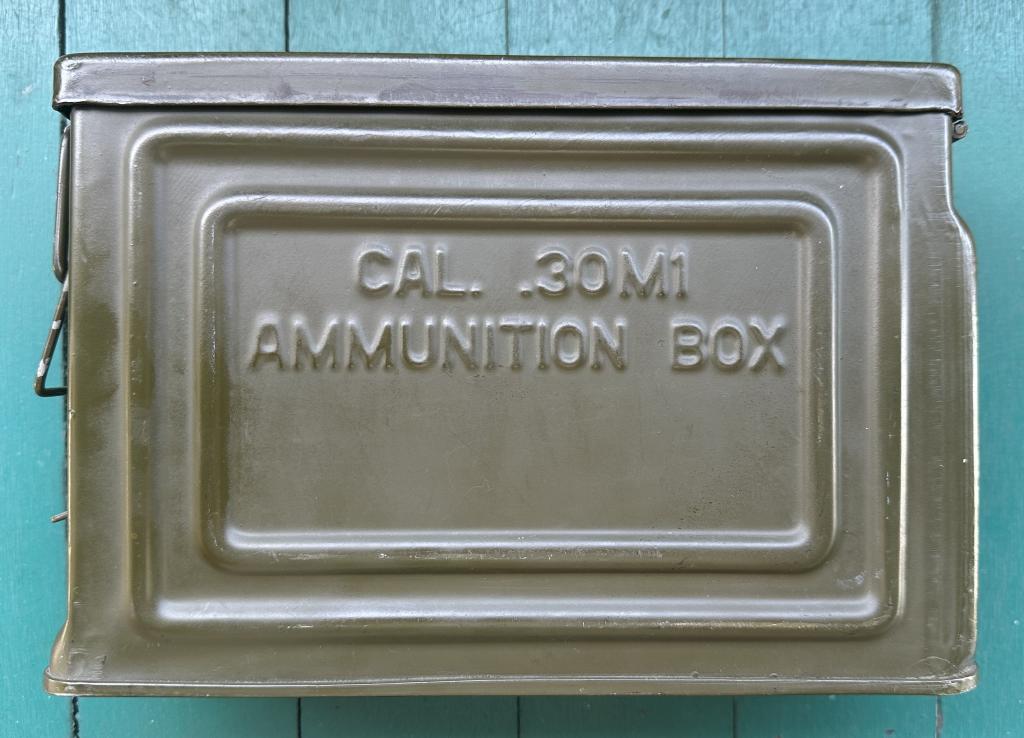 CAL. .30M1
AMMUNITION BOX